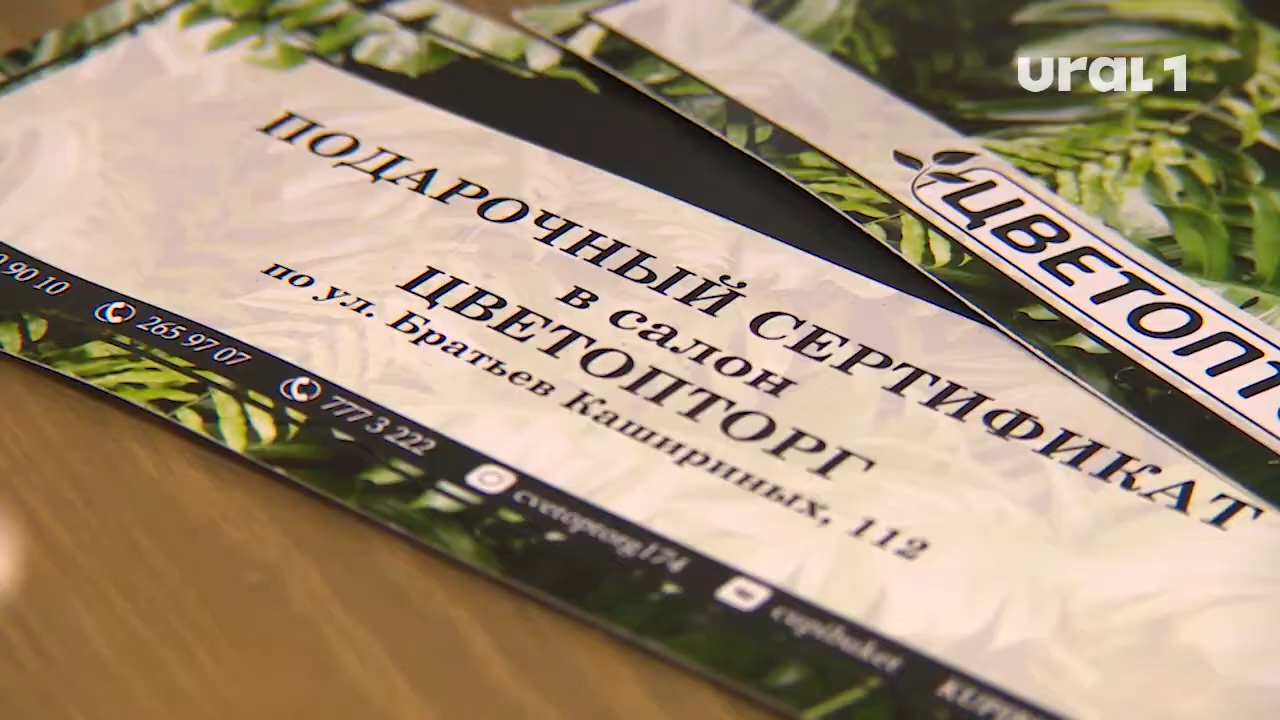 ural 1
ЦВЕТОПТ
ПОДАРОЧНЫЙ СЕРТИФИКАТ
в салон
ЦВЕТОПТОРГ
по ул. Братьев Кашириных, 112
90 10
265 97 07
777 3 222
cvetoptorg174
cupibuket